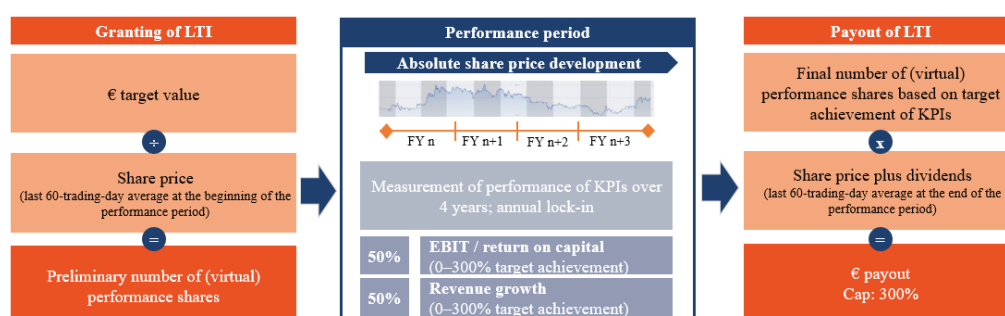 Granting of LTI
€ target value
÷
Share price
(last 60-trading-day average at the beginning of the
performance period)
=
Preliminary number of (virtual)
performance shares
Performance period
Absolute share price development
FY n
FY n+1
FY n+2
FY n+3
Measurement of performance of KPIs over
4 years; annual lock-in
50%
EBIT / return on capital
(0–300% target achievement)
50%
Revenue growth
(0–300% target achievement)
Payout of LTI
Final number of (virtual)
performance shares based on target
achievement of KPIs
x
Share price plus dividends
(last 60-trading-day average at the end of the
performance period)
=
€ payout
Cap: 300%